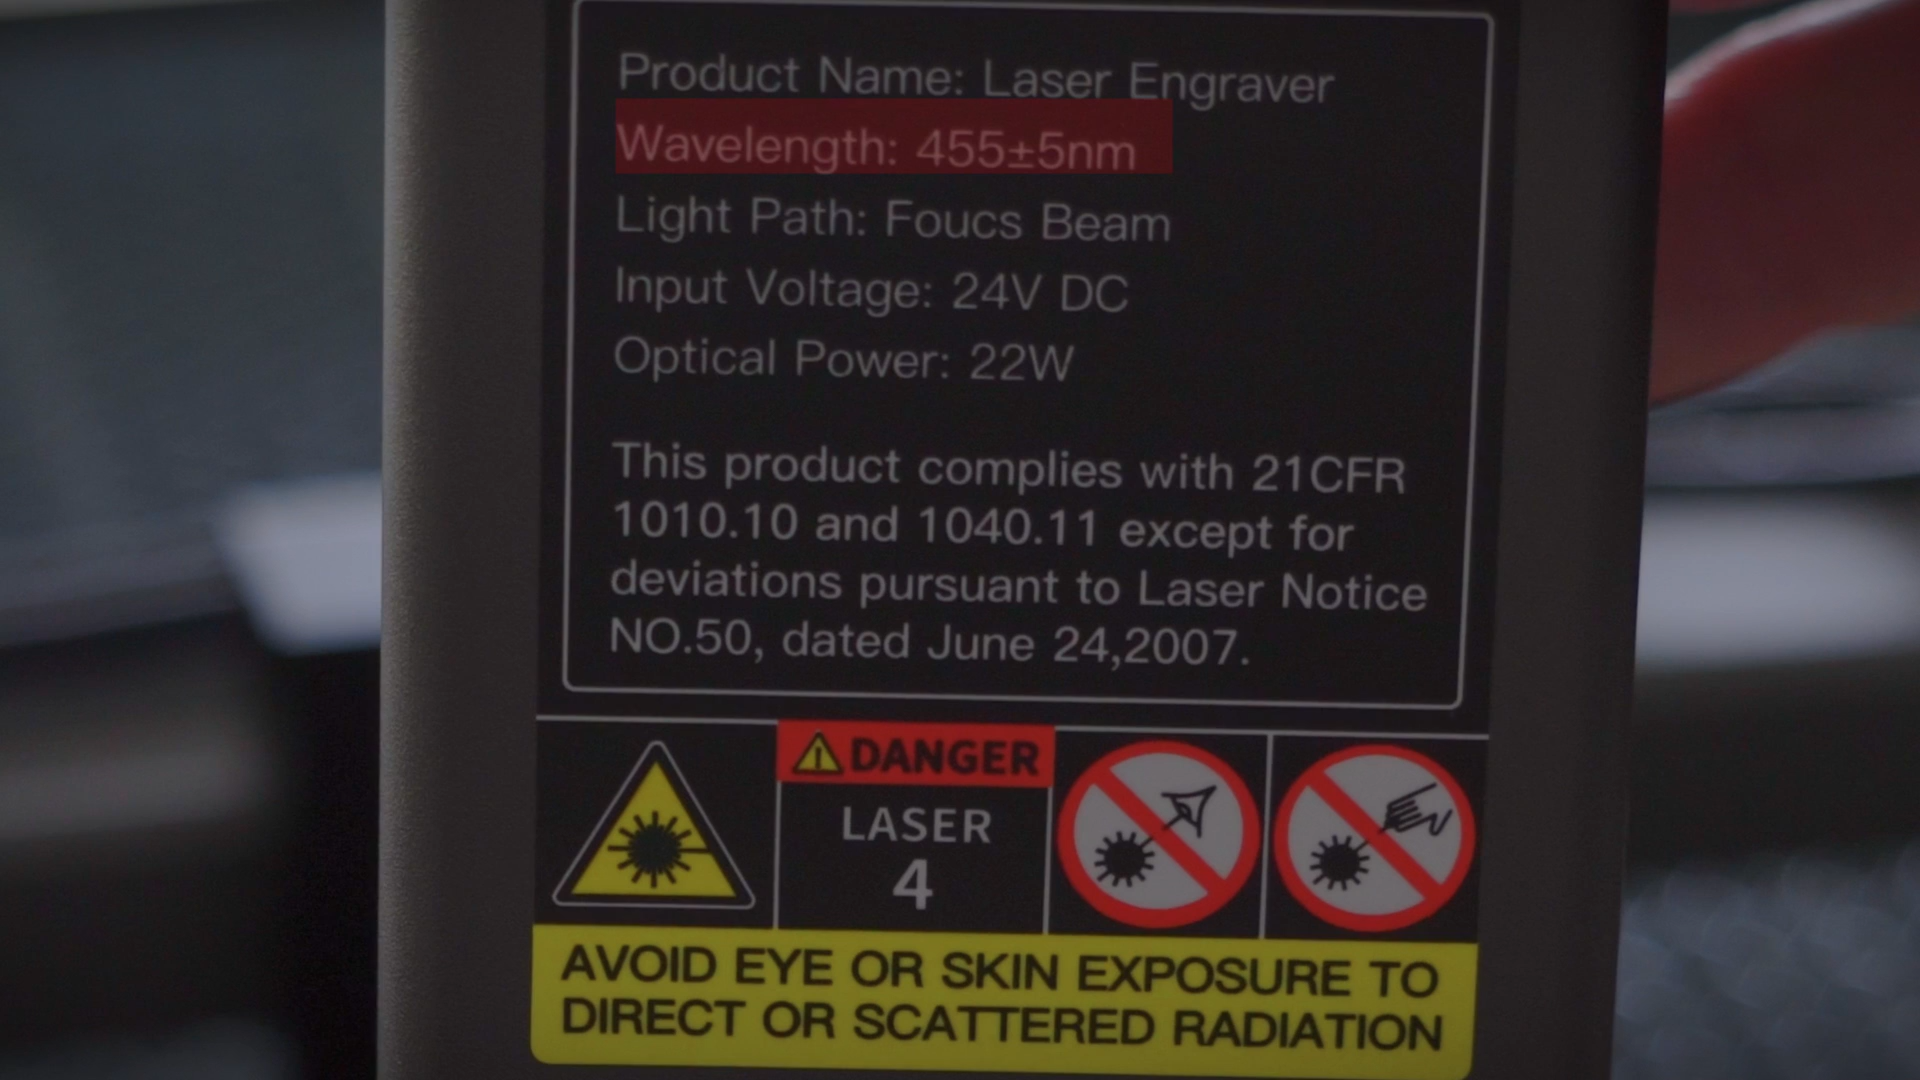 Product Name: Laser Engraver
Wavelength: 455±5nm
Light Path: Foucs Beam
Input Voltage: 24V DC
Optical Power: 22W
This product complies with 21CFR
1010.10 and 1040.11 except for
deviations pursuant to Laser Notice
NO.50, dated June 24,2007.
DANGER
LASER
4
AVOID EYE OR SKIN EXPOSURE TO
DIRECT OR SCATTERED RADIATION